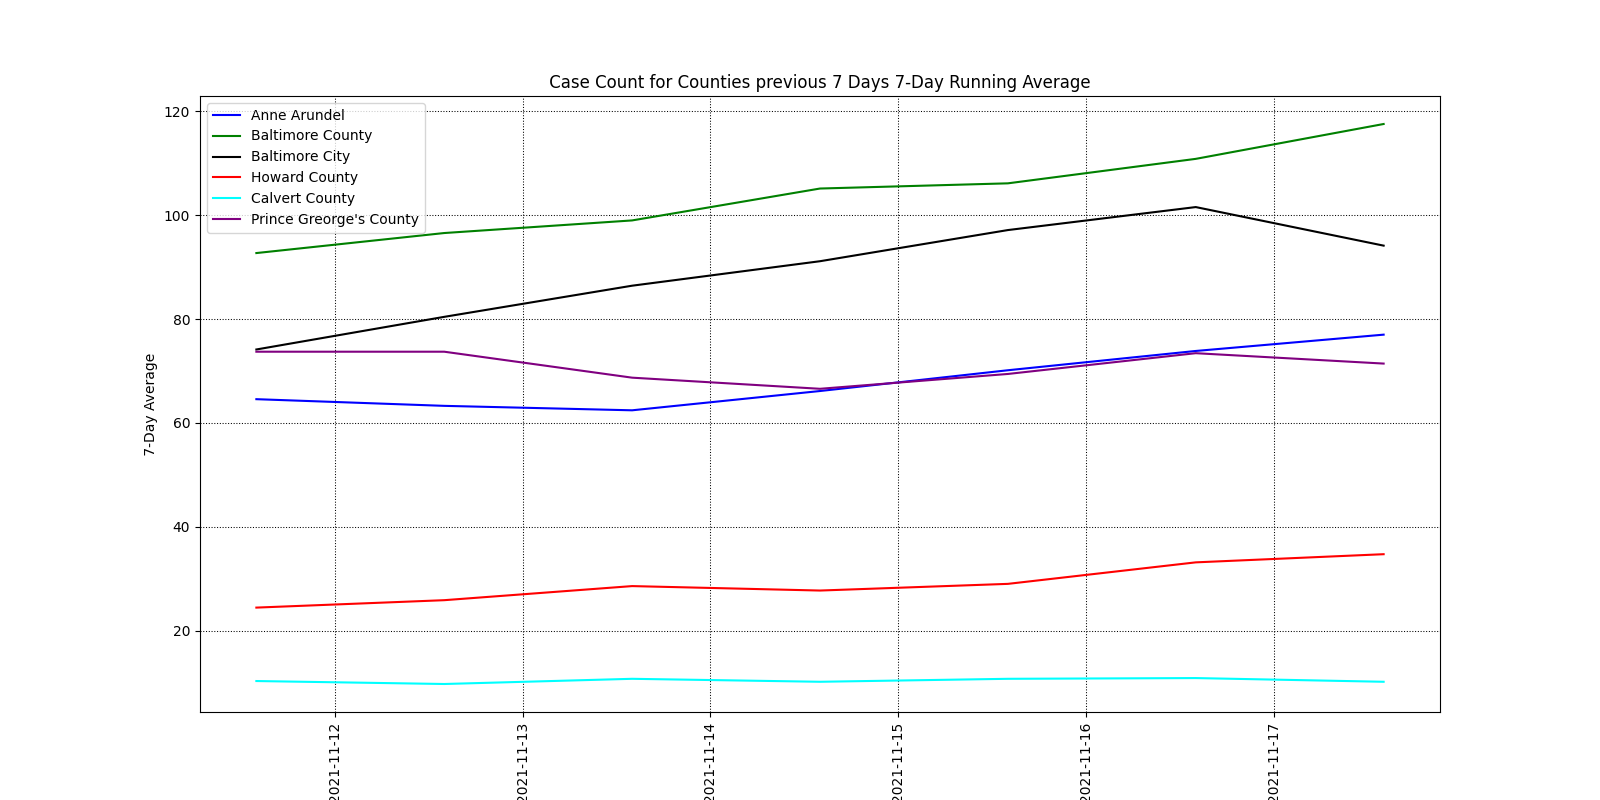 Case Count for Counties previous 7 Days 7-Day Running Average
120
100
80
60
40
20
7-Day Average
Anne Arundel
Baltimore County
Baltimore City
Howard County
Calvert County
Prince Greorge's County
2021-11-12
2021-11-13
2021-11-14
2021-11-15
2021-11-16
2021-11-17